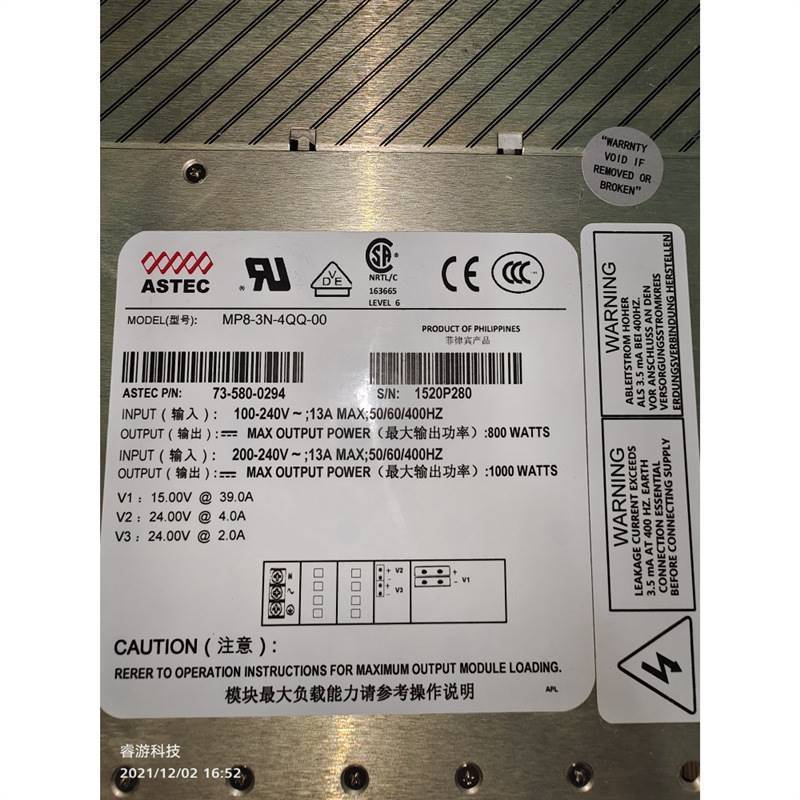 "WARRNTY
VOID IF
REMOVED OR
BROKEN"
ASTEC
RU
VDE
SA
NRTL/C
163665
LEVEL 6
CE
CCC
MODEL(型号): MP8-3N-4QQ-00
PRODUCT OF PHILIPPINES
菲律宾产品
ASTEC P/N: 73-580-0294
S/N: 1520P280
INPUT（输入）: 100-240V ~;13A MAX;50/60/400HZ
OUTPUT（输出）: MAX OUTPUT POWER（最大输出功率）:800 WATTS
INPUT（输入）: 200-240V ~;13A MAX;50/60/400HZ
OUTPUT（输出）: MAX OUTPUT POWER（最大输出功率）:1000 WATTS
V1 : 15.00V @ 39.0A
V2 : 24.00V @ 4.0A
V3 : 24.00V @ 2.0A
N
+ V2
-
+ V3
-
+
- V1
CAUTION（注意）:
RERER TO OPERATION INSTRUCTIONS FOR MAXIMUM OUTPUT MODULE LOADING.
模块最大负载能力请参考操作说明
APL
WARNING
ABLEITSTROM HOHER
ALS 3.5 mA BEI 400HZ.
VOR ANSCHLUSS AN DEN
VERSORGUNGSSTROMKREIS
ERDUNGSVERBINDUNG HERSTELLEN
WARNING
LEAKAGE CURRENT EXCEEDS
3.5 mA AT 400 HZ. EARTH
CONNECTION ESSENTIAL
BEFORE CONNECTING SUPPLY
睿游科技
2021/12/02 16:52